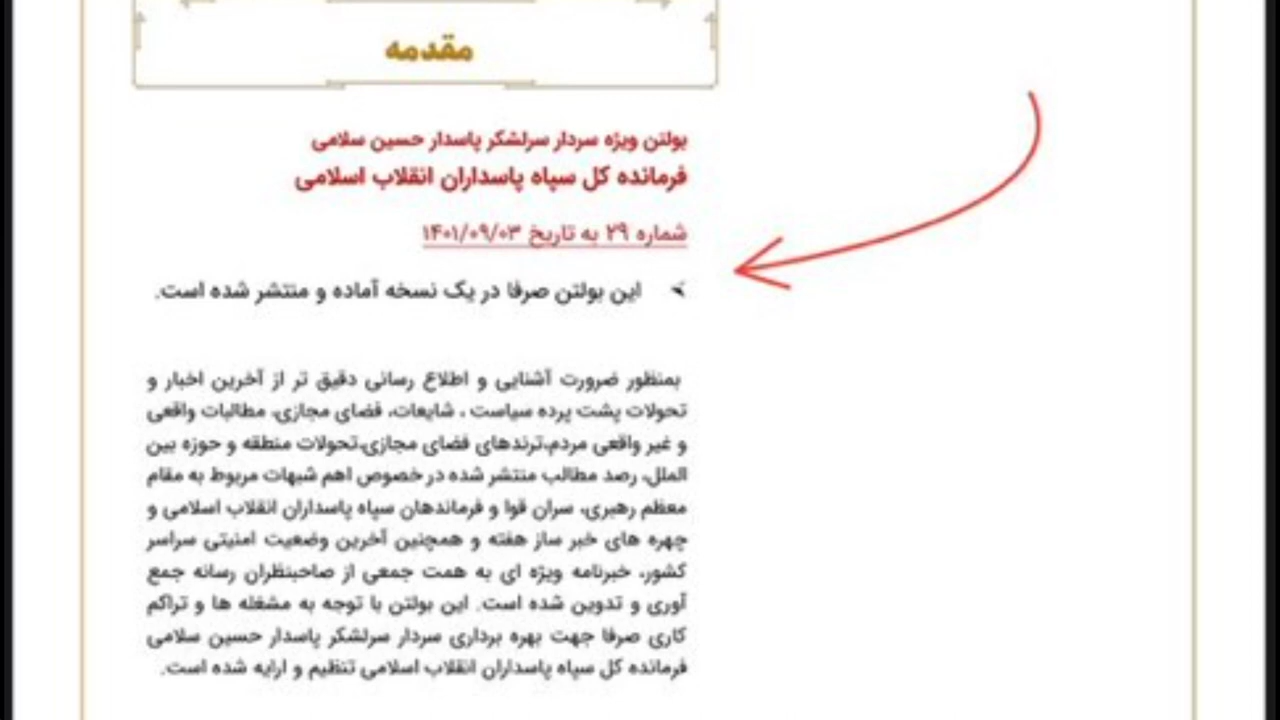 مقدمه
بولتن ویژه سردار سرلشکر پاسدار حسین سلامی
فرمانده کل سپاه پاسداران انقلاب اسلامی
شماره ۲۹ به تاریخ ۱۴۰۱/۰۹/۰۳
این بولتن صرفا در یک نسخه آماده و منتشر شده است.
بمنظور ضرورت آشنایی و اطلاع رسانی دقیق تر از آخرین اخبار و
تحولات پشت پرده سیاست ، شایعات، فضای مجازی، مطالبات واقعی
و غیر واقعی مردم،ترندهای فضای مجازی،تحولات منطقه و حوزه بین
الملل، رصد مطالب منتشر شده در خصوص اهم شبهات مربوط به مقام
معظم رهبری، سران قوا و فرماندهان سپاه پاسداران انقلاب اسلامی و
چهره های خبر ساز هفته و همچنین آخرین وضعیت امنیتی سراسر
کشور، خبرنامه ویژه ای به همت جمعی از صاحبنظران رسانه جمع
آوری و تدوین شده است. این بولتن با توجه به مشغله ها و تراکم
کاری صرفا جهت بهره برداری سردار سرلشکر پاسدار حسین سلامی
فرمانده کل سپاه پاسداران انقلاب اسلامی تنظیم و ارایه شده است.